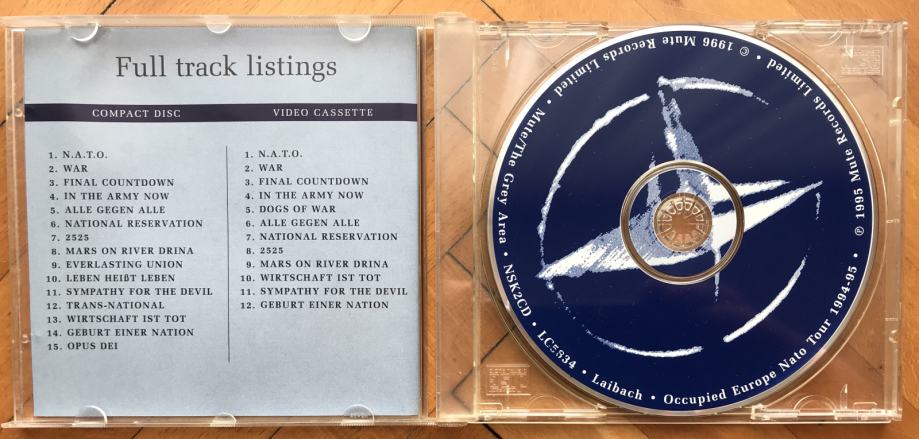 Full track listings
COMPACT DISC
1. N.A.T.O.
2. WAR
3. FINAL COUNTDOWN
4. IN THE ARMY NOW
5. ALLE GEGEN ALLE
6. NATIONAL RESERVATION
7. 2525
8. MARS ON RIVER DRINA
9. EVERLASTING UNION
10. LEBEN HEIßT LEBEN
11. SYMPATHY FOR THE DEVIL
12. TRANS-NATIONAL
13. WIRTSCHAFT IST TOT
14. GEBURT EINER NATION
15. OPUS DEI
VIDEO CASSETTE
1. N.A.T.O.
2. WAR
3. FINAL COUNTDOWN
4. IN THE ARMY NOW
5. DOGS OF WAR
6. ALLE GEGEN ALLE
7. NATIONAL RESERVATION
8. 2525
9. MARS ON RIVER DRINA
10. WIRTSCHAFT IST TOT
11. SYMPATHY FOR THE DEVIL
12. GEBURT EINER NATION
℗ 1995 Mute Records Limited. • © 1996 Mute Records Limited • Mute/The Grey Area • NSK2CD • LC5834 • Laibach • Occupied Europe Nato Tour 1994-95 •